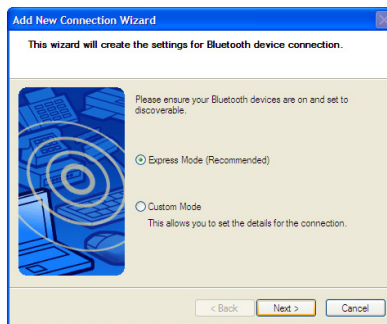 Add New Connection Wizard
This wizard will create the settings for Bluetooth device connection.
Please ensure your Bluetooth devices are on and set to
discoverable.
Express Mode (Recommended)
Custom Mode
This allows you to set the details for the connection.
< Back
Next >
Cancel